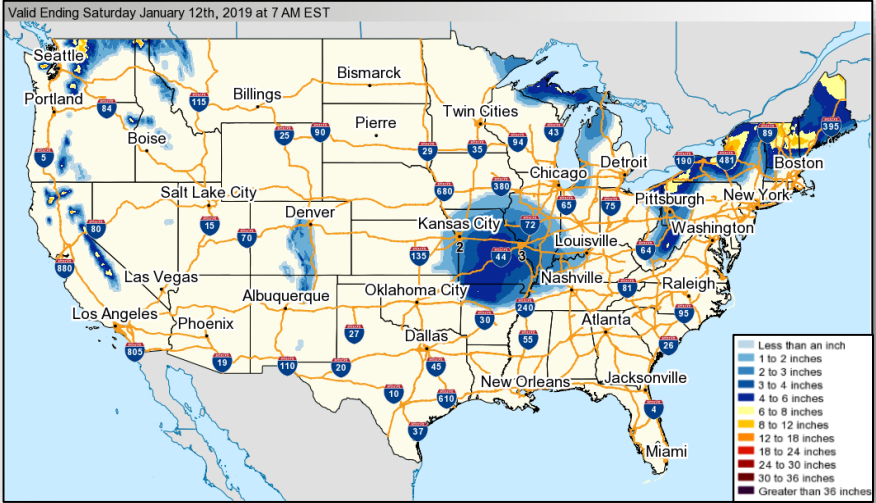 Valid Ending Saturday January 12th, 2019 at 7 AM EST
Seattle
Portland
84
115
Billings
Bismarck
Boise
25
90
Pierre
Twin Cities
5
29
35
94
43
89
395
190
481
Boston
Chicago
Detroit
Salt Lake City
680
380
65
75
Pittsburgh
New York
80
15
70
Denver
Kansas City
72
Louisville
64
Washington
880
135
2
44
3
Las Vegas
Albuquerque
Oklahoma City
Nashville
81
Raleigh
Los Angeles
Phoenix
30
240
95
805
19
110
27
20
Dallas
45
55
Atlanta
26
10
610
New Orleans
Jacksonville
37
4
Miami
Less than an inch
1 to 2 inches
2 to 3 inches
3 to 4 inches
4 to 6 inches
6 to 8 inches
8 to 12 inches
12 to 18 inches
18 to 24 inches
24 to 30 inches
30 to 36 inches
Greater than 36 inches